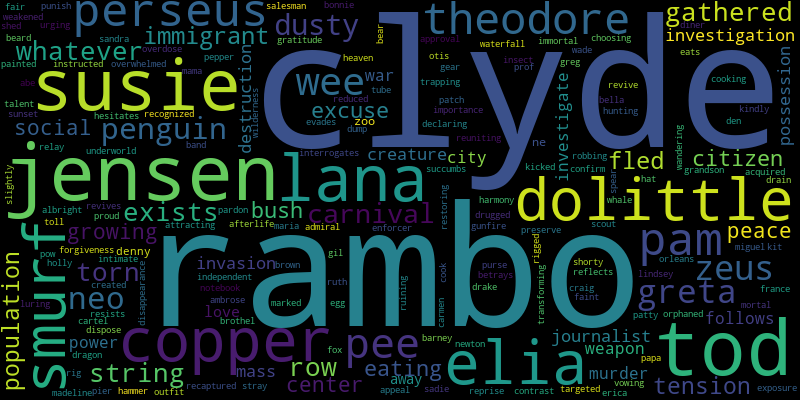 fair
punish
perseus
salesman
bonnie
theodore
gathered
weakened
shed
urging
beard
sandra
immigrant
dusty
gratitude
bear
approval
otis
waterfall
immortal
choosing
wade
diner
investigation
whatever
painted
instructed
overwhelmed
mama
overdose
pepper
heaven
wee
war
gear
insect
greg
eats
cooking
susie
clyde
talent
hesitates
recognized
destruction
wilderness
reduced
tube
trapping
prof
patch
importance
revive
bella
hunting
kindly
possession
sunset
social
penguin
band
excuse
zoo
evades
dump
declaring
reuniting
ne
investigate
den
relay
underworld
interrogates
creature
city
kicked
robbing
confirm
fled
wandering
citizen
slightly
jensen
revives
lana
succumbs
spear
grandson
acquired
hat
drain
albright
toll
proud
exists
attracting
pardon
bush
afterlife
maria
carnival
admiral
restoring
harmony
drugged
gunfire
whale
dolittle
scout
preserve
peace
growing
forgiveness
denny
rambo
enforcer
rigged
pam
miguel
kit
smurf
pow
holly
intimate
torn
created
invasion
independent
brown
gil
purse
betrays
shorty
reflects
orleans
zeus
lindsey
population
luring
neo
resists
cartel
dispose
disappearance
notebook
ambrose
love
brothel
ruth
marked
egg
ruining
cook
carmen
drake
transforming
craig
faint
greta
france
mortal
patty
orphaned
follows
power
dragon
copper
fox
pee
barney
newton
elia
journalist
weapon
papa
tod
rig
string
mass
row
center
eating
away
murder
tension
madeline
pier
hammer
outfit
recaptured
stray
appeal
sadie
reprise
contrast
targeted
erica
vowing
exposure